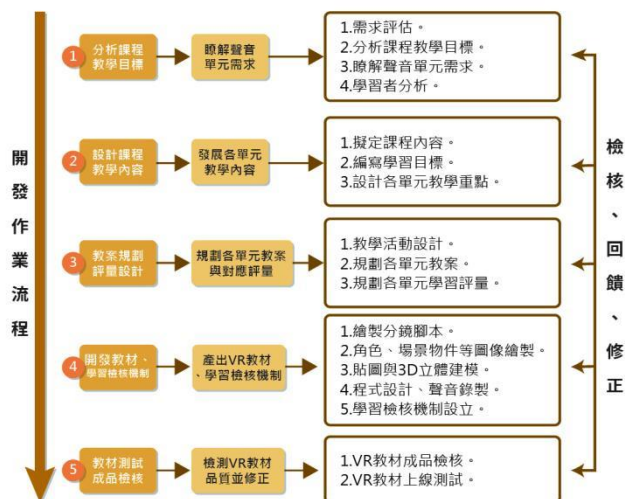 開發作業流程
1
分析課程
教學目標
瞭解聲音
單元需求
1.需求評估。
2.分析課程教學目標。
3.瞭解聲音單元需求。
4.學習者分析。
2
設計課程
教學內容
發展各單元
教學內容
1.擬定課程內容。
2.編寫學習目標。
3.設計各單元教學重點。
3
教案規劃
評量設計
規劃各單元教案
與對應評量
1.教學活動設計。
2.規劃各單元教案。
3.規劃各單元學習評量。
4
開發教材、
學習檢核機制
產出VR教材
、學習檢核機制
1.繪製分鏡腳本。
2.角色、場景物件等圖像繪製。
3.貼圖與3D立體建模。
4.程式設計、聲音錄製。
5.學習檢核機制設立。
5
教材測試
成品檢核
檢測VR教材
品質並修正
1.VR教材成品檢核。
2.VR教材上線測試。
檢核、回饋、修正